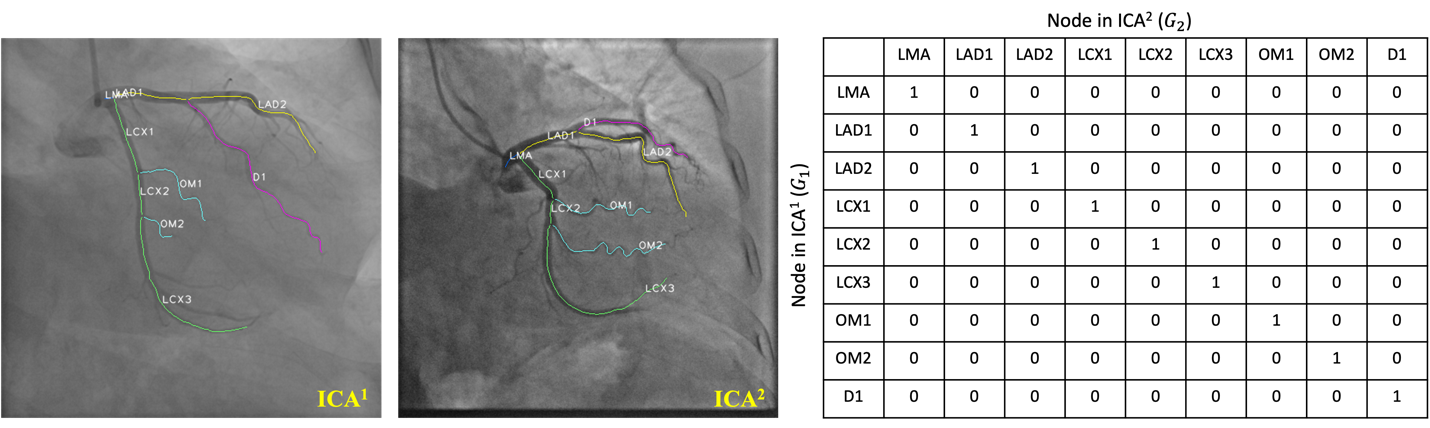 LMA LAD1
LAD2
LCX1
D1
OM1
LCX2
OM2
LCX3
ICA¹
D1
LAD1
LAD2
LMA
LCX1
OM1
LCX2
OM2
LCX3
ICA²
Node in ICA² (G₂)
Node in ICA¹ (G₁)
LMA LAD1 LAD2 LCX1 LCX2 LCX3 OM1 OM2 D1
LMA 1 0 0 0 0 0 0 0 0
LAD1 0 1 0 0 0 0 0 0 0
LAD2 0 0 1 0 0 0 0 0 0
LCX1 0 0 0 1 0 0 0 0 0
LCX2 0 0 0 0 1 0 0 0 0
LCX3 0 0 0 0 0 1 0 0 0
OM1 0 0 0 0 0 0 1 0 0
OM2 0 0 0 0 0 0 0 1 0
D1 0 0 0 0 0 0 0 0 1